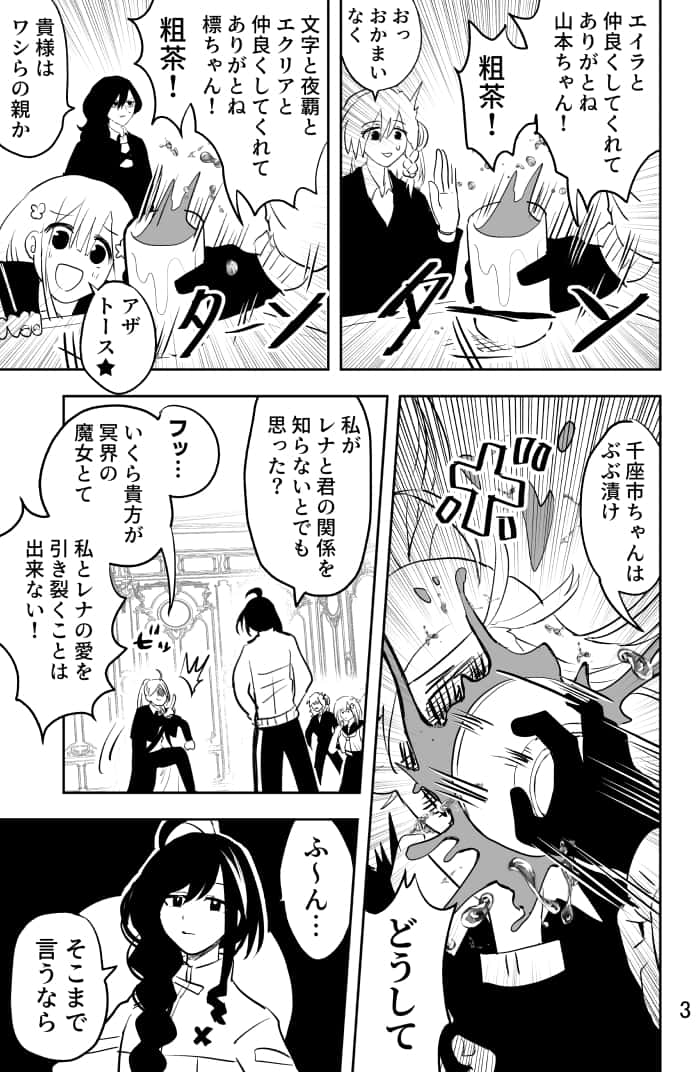 エイラと
仲良くしてくれて
ありがとね
山本ちゃん！
粗茶！
おっ
おかまい
なく
ターン
文字と夜覇と
エクリアと
仲良くしてくれて
ありがとね
標ちゃん！
粗茶！
貴様は
ワシらの親か
アザ
トース★
ターン
千座市ちゃんは
ぶぶ漬け
ボ
どうして
私が
レナと君の関係を
知らないとでも
思った？
フッ…
いくら貴方が
冥界の
魔女とて
私とレナの愛を
引き裂くことは
出来ない！
ビッ
ふ～ん…
そこまで
言うなら
3